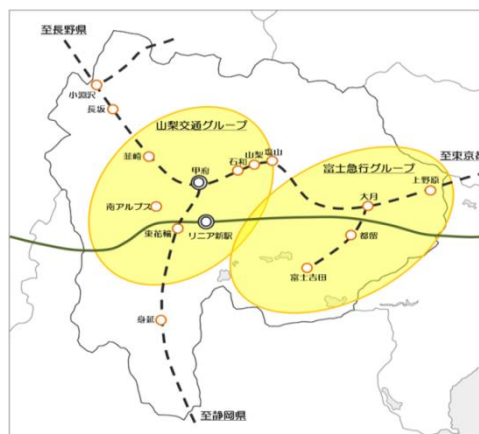 至長野県
小淵沢
長坂
山梨交通グループ
韮崎
甲府
石和
山梨
塩山
富士急行グループ
至東京都
上野原
大月
南アルプス
東花輪
リニア新駅
都留
富士吉田
身延
至静岡県